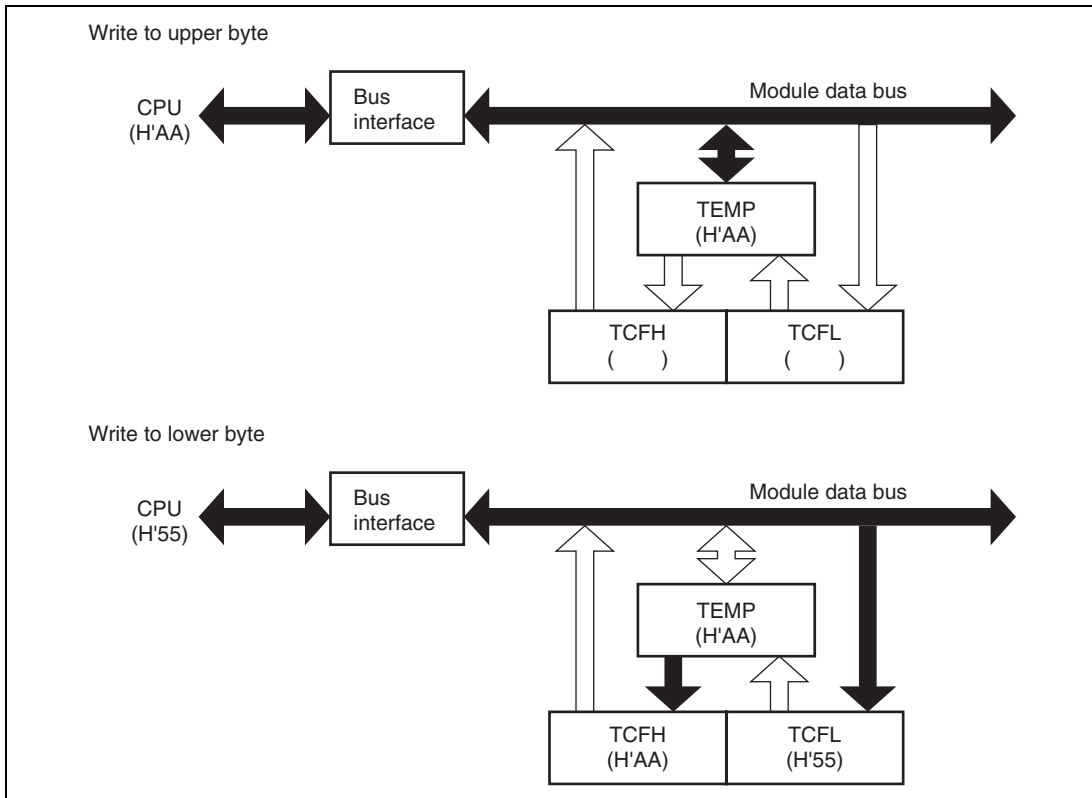 Write to upper byte
CPU
(H'AA)
Bus
interface
Module data bus
TEMP
(H'AA)
TCFH
( )
TCFL
( )
Write to lower byte
CPU
(H'55)
Bus
interface
Module data bus
TEMP
(H'AA)
TCFH
(H'AA)
TCFL
(H'55)